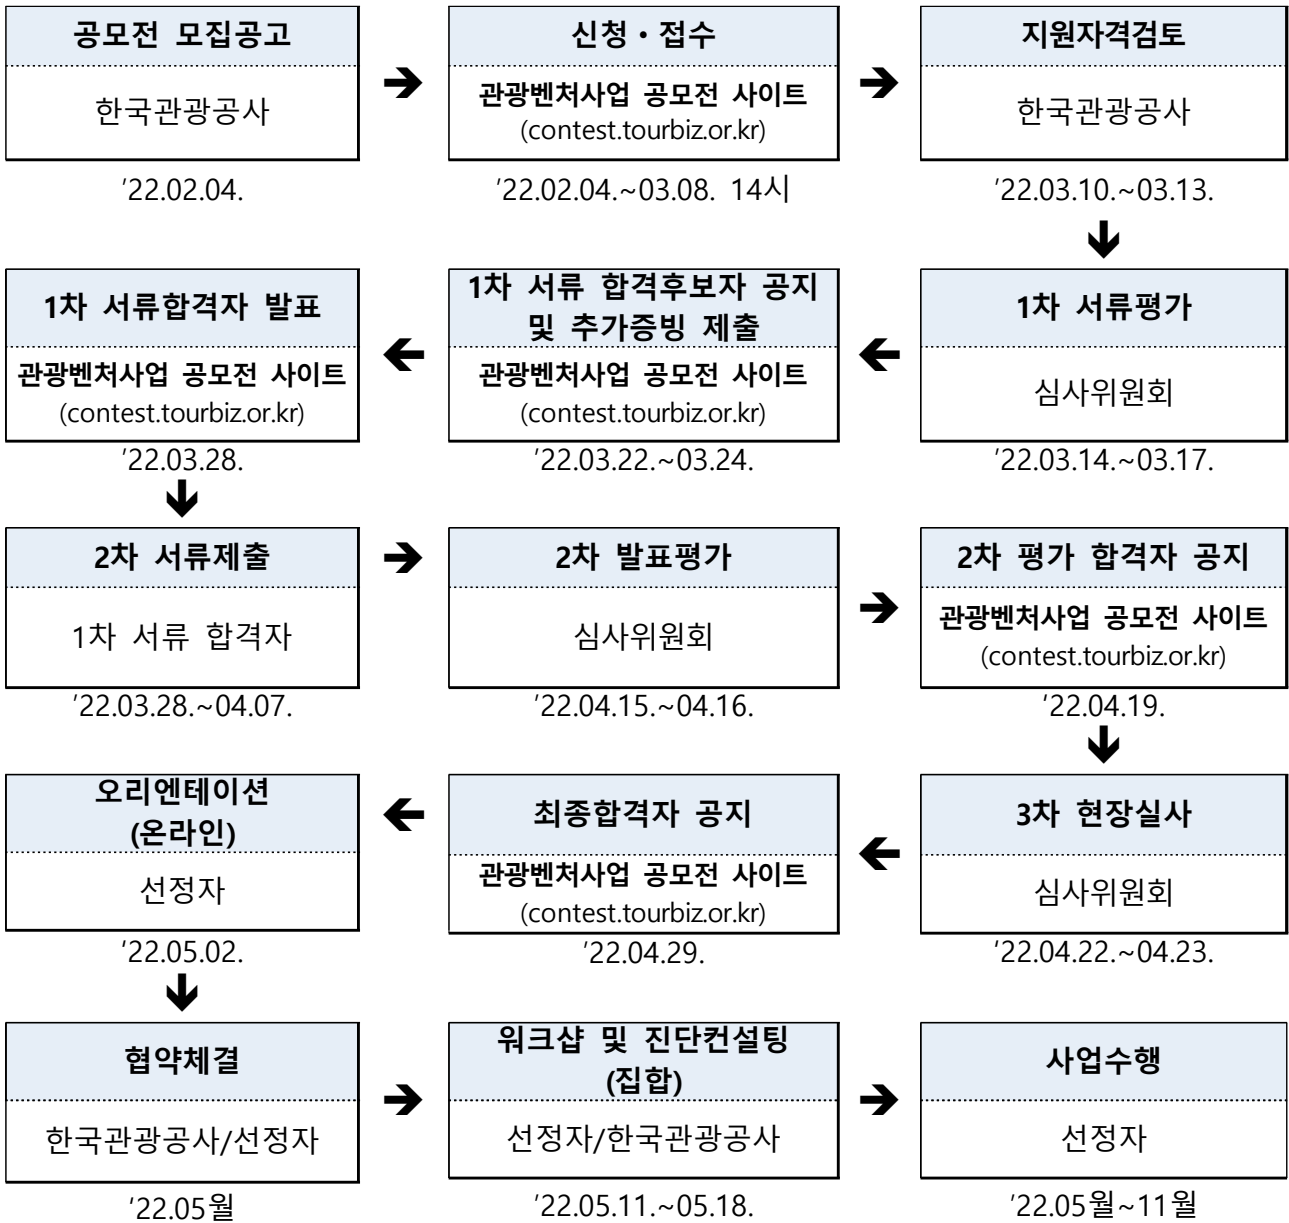 공모전 모집공고
한국관광공사
'22.02.04.
신청・접수
관광벤처사업 공모전 사이트
(contest.tourbiz.or.kr)
'22.02.04.~03.08. 14시
지원자격검토
한국관광공사
'22.03.10.~03.13.
1차 서류평가
심사위원회
'22.03.14.~03.17.
1차 서류 합격후보자 공지
및 추가증빙 제출
관광벤처사업 공모전 사이트
(contest.tourbiz.or.kr)
'22.03.22.~03.24.
1차 서류합격자 발표
관광벤처사업 공모전 사이트
(contest.tourbiz.or.kr)
'22.03.28.
2차 서류제출
1차 서류 합격자
'22.03.28.~04.07.
2차 발표평가
심사위원회
'22.04.15.~04.16.
2차 평가 합격자 공지
관광벤처사업 공모전 사이트
(contest.tourbiz.or.kr)
'22.04.19.
3차 현장실사
심사위원회
'22.04.22.~04.23.
최종합격자 공지
관광벤처사업 공모전 사이트
(contest.tourbiz.or.kr)
'22.04.29.
오리엔테이션
(온라인)
선정자
'22.05.02.
협약체결
한국관광공사/선정자
'22.05월
워크샵 및 진단컨설팅
(집합)
선정자/한국관광공사
'22.05.11.~05.18.
사업수행
선정자
'22.05월~11월